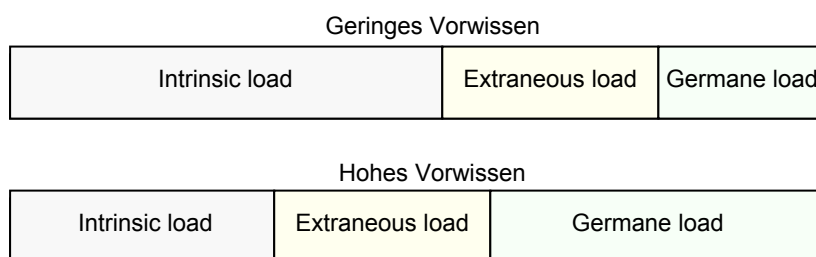 Geringes Vorwissen
Intrinsic load Extraneous load Germane load
Hohes Vorwissen
Intrinsic load Extraneous load Germane load